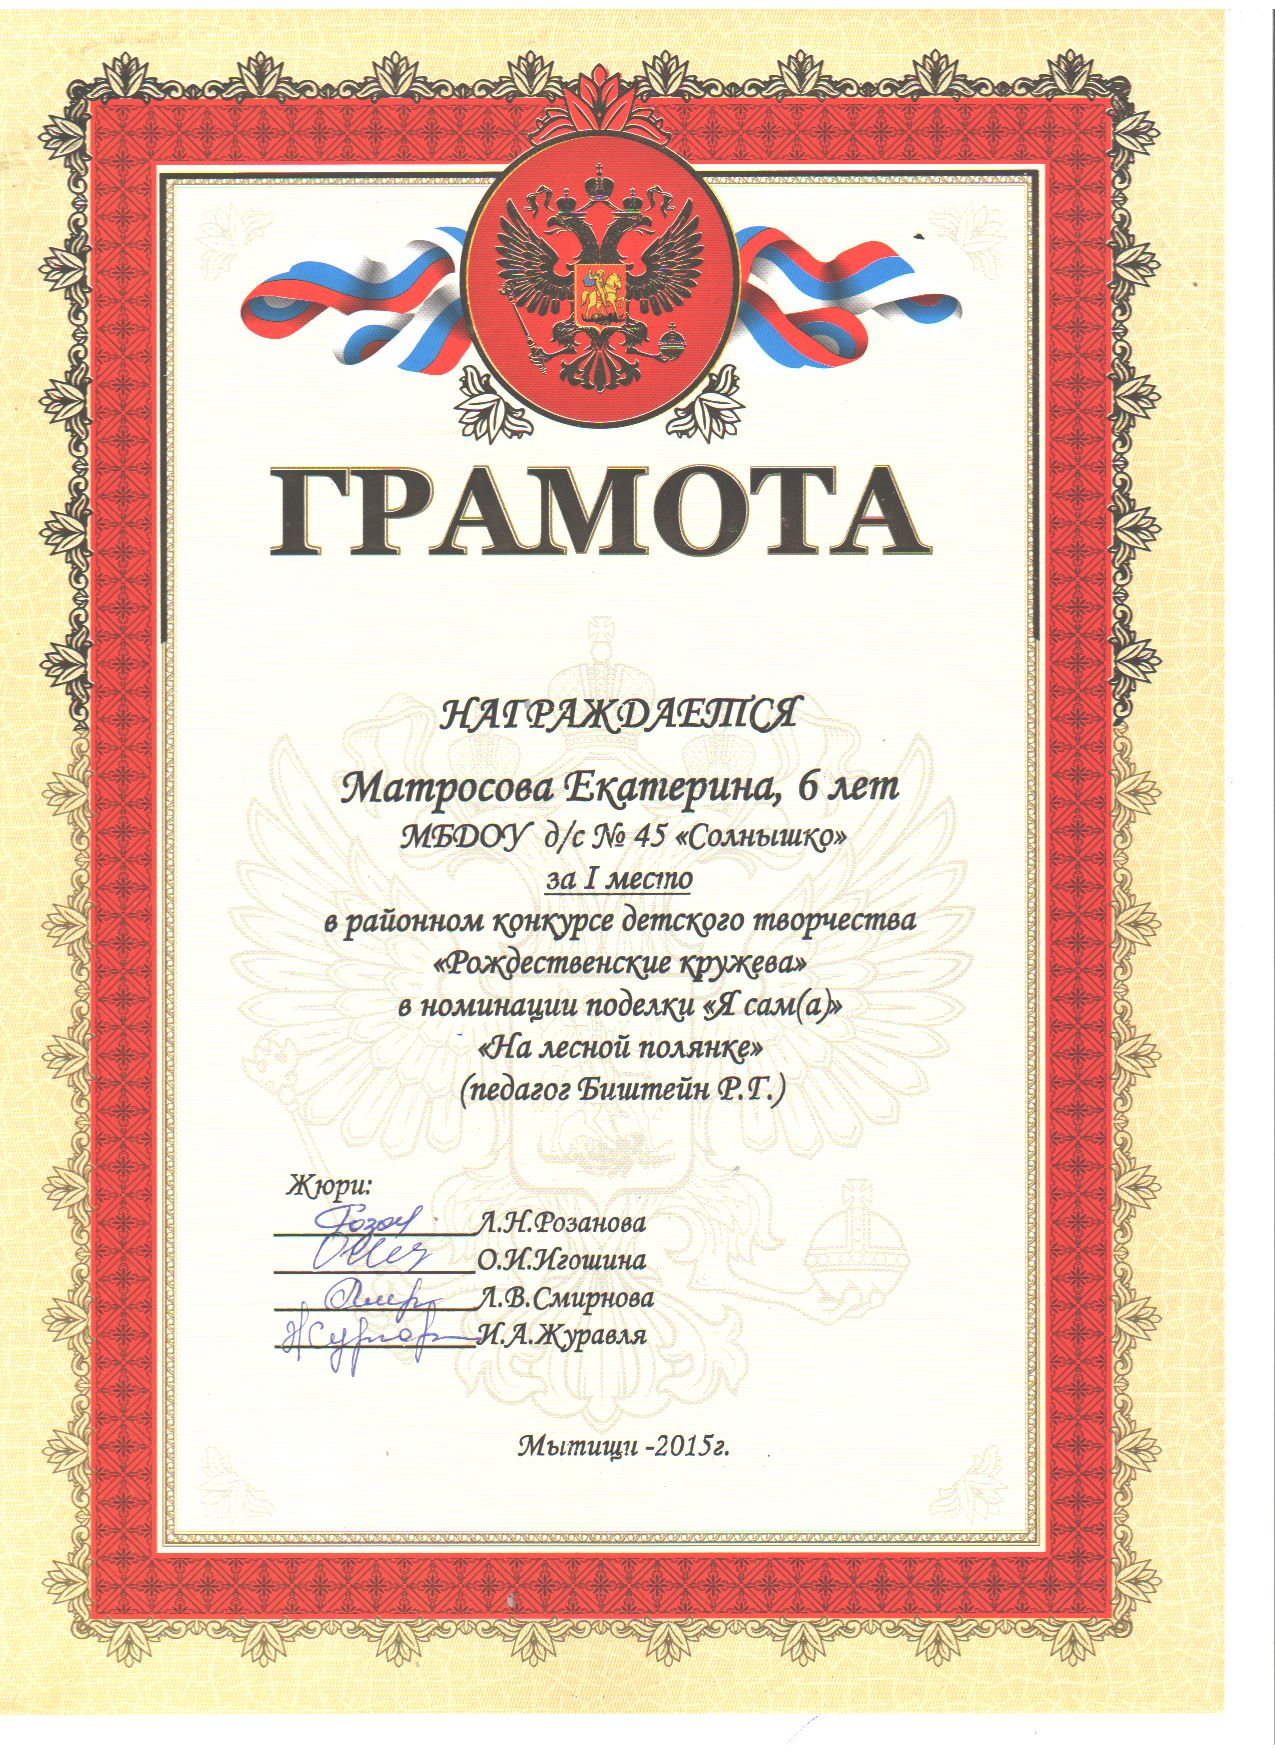 ГРАМОТА
НАГРАЖДАЕТСЯ
Матросова Екатерина, 6 лет
МБДОУ д/с № 45 «Солнышко»
за I место
в районном конкурсе детского творчества
«Рождественские кружева»
в номинации поделки «Я сам(а)»
«На лесной полянке»
(педагог Биштейн Р.Г.)
Жюри:
Л.Н.Розанова
О.И.Игошина
Л.В.Смирнова
И.А.Журавля
Мытищи -2015г.